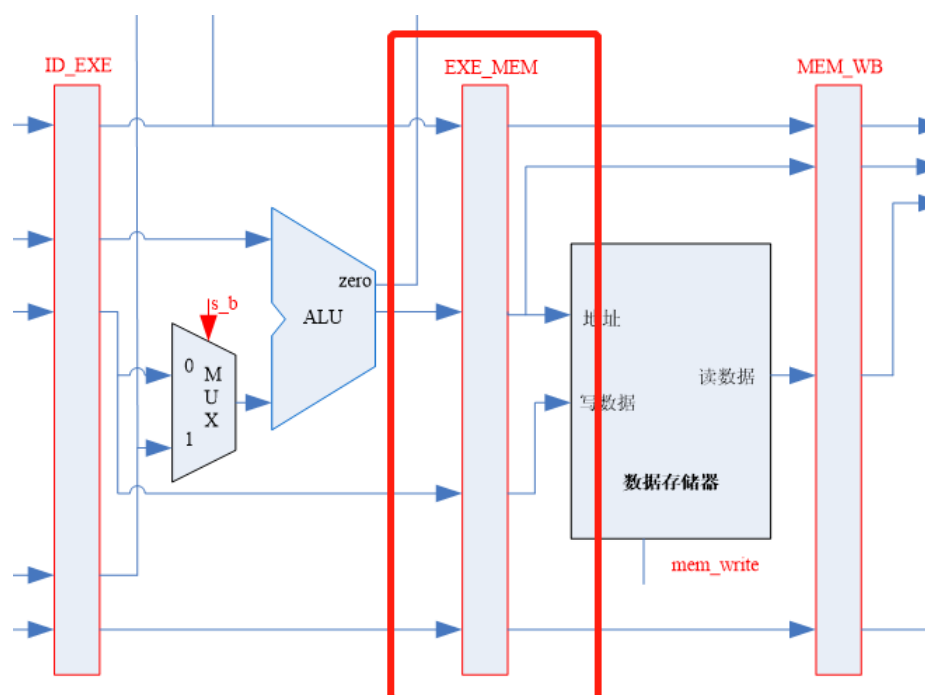 ID_EXE
EXE_MEM
MEM_WB
zero
s_b
ALU
地址
0
M
U
X
读数据
写数据
1
数据存储器
mem_write